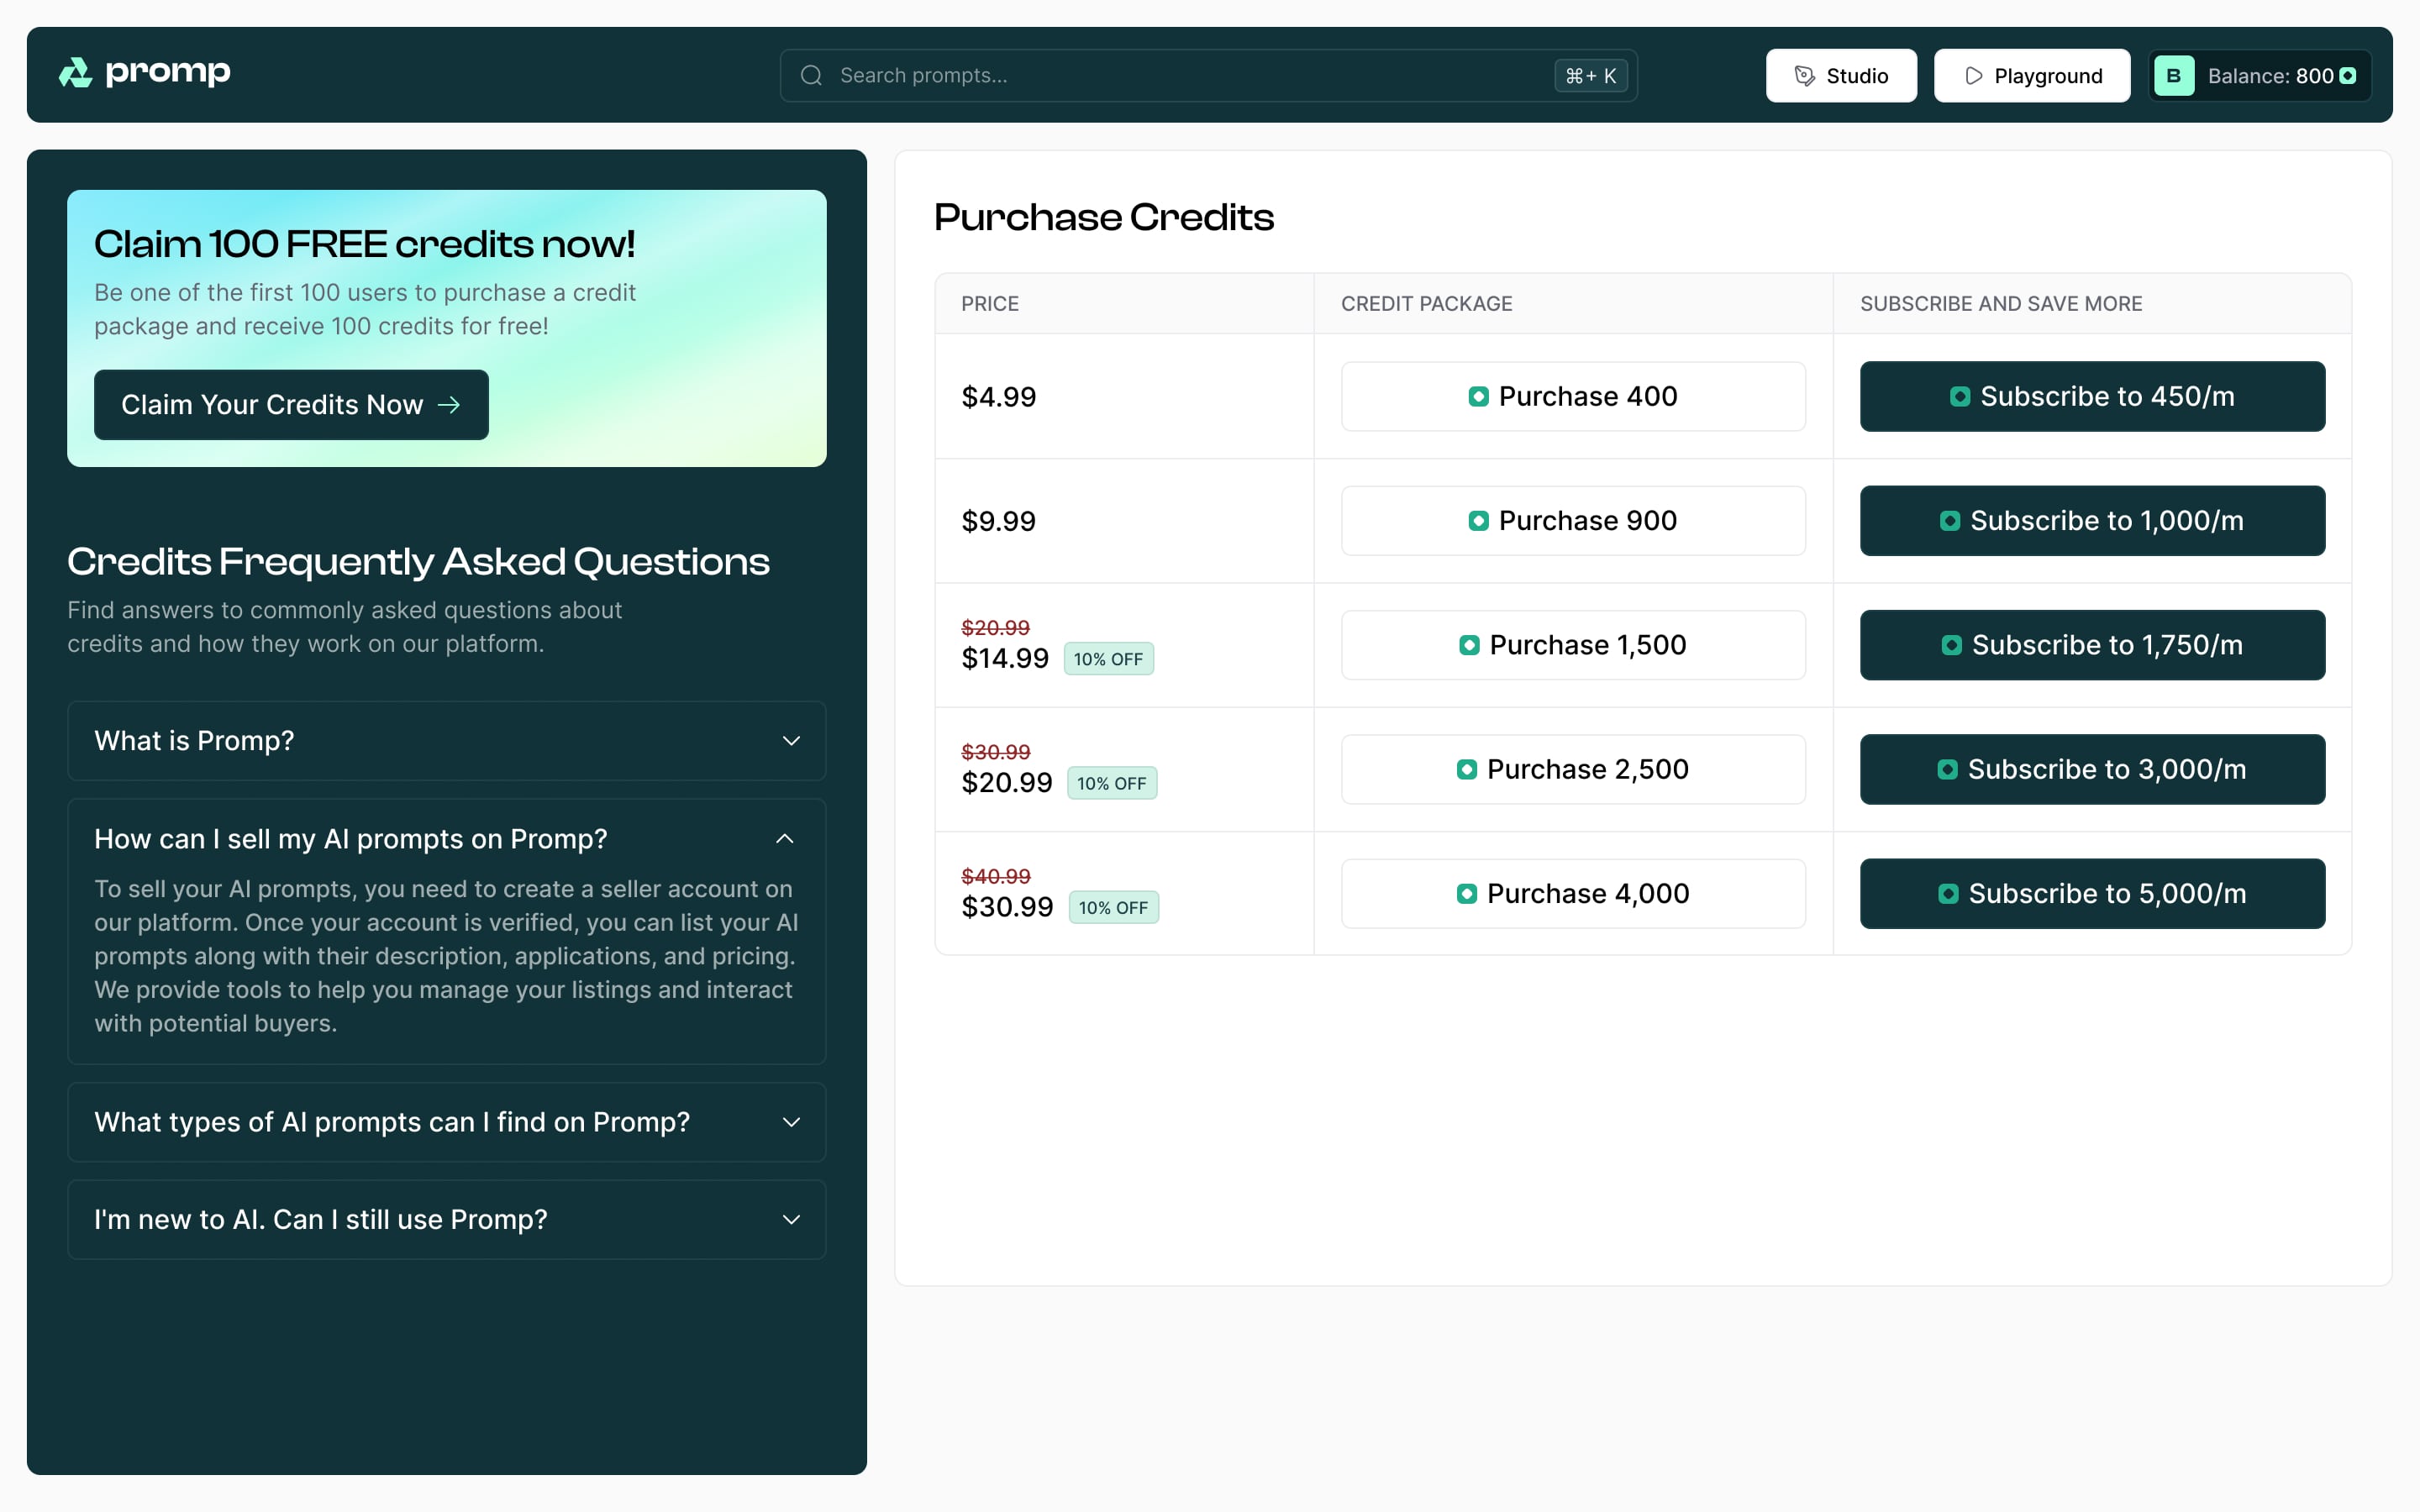 promp
Search prompts...
⌘+ K
Studio
Playground
B
Balance: 800
Claim 100 FREE credits now!
Be one of the first 100 users to purchase a credit
package and receive 100 credits for free!
Claim Your Credits Now
Credits Frequently Asked Questions
Find answers to commonly asked questions about
credits and how they work on our platform.
What is Promp?
How can I sell my AI prompts on Promp?
To sell your AI prompts, you need to create a seller account on
our platform. Once your account is verified, you can list your AI
prompts along with their description, applications, and pricing.
We provide tools to help you manage your listings and interact
with potential buyers.
What types of AI prompts can I find on Promp?
I'm new to AI. Can I still use Promp?
Purchase Credits
PRICE
CREDIT PACKAGE
SUBSCRIBE AND SAVE MORE
$4.99
Purchase 400
Subscribe to 450/m
$9.99
Purchase 900
Subscribe to 1,000/m
$20.99
$14.99
10% OFF
Purchase 1,500
Subscribe to 1,750/m
$30.99
$20.99
10% OFF
Purchase 2,500
Subscribe to 3,000/m
$40.99
$30.99
10% OFF
Purchase 4,000
Subscribe to 5,000/m